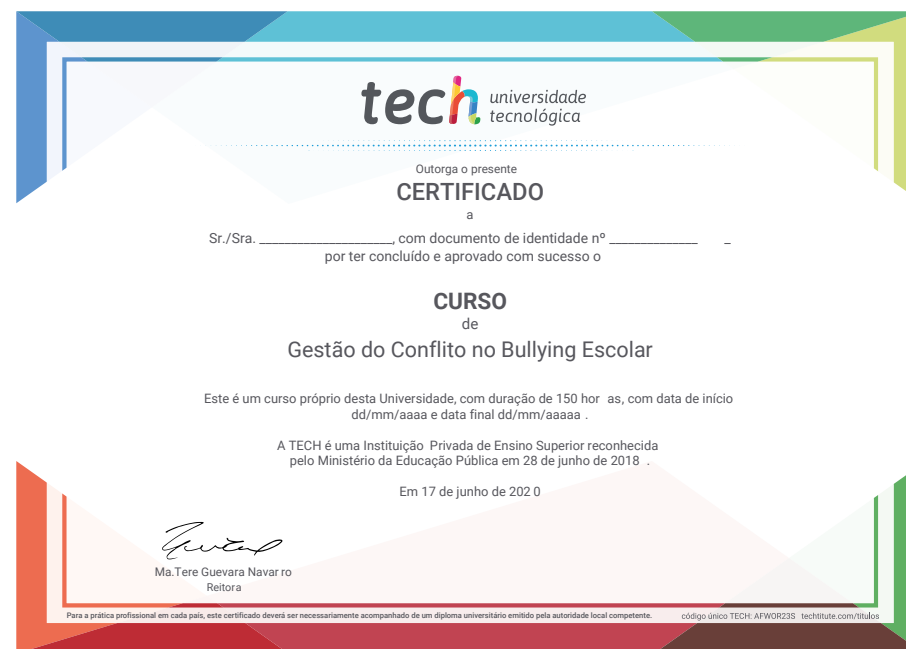 tech universidade
tecnológica
Outorga o presente
CERTIFICADO
a
Sr./Sra. ____________________, com documento de identidade nº _____________ _
por ter concluído e aprovado com sucesso o
CURSO
de
Gestão do Conflito no Bullying Escolar
Este é um curso próprio desta Universidade, com duração de 150 hor as, com data de início
dd/mm/aaaa e data final dd/mm/aaaaa .
A TECH é uma Instituição Privada de Ensino Superior reconhecida
pelo Ministério da Educação Pública em 28 de junho de 2018 .
Em 17 de junho de 202 0
Ma.Tere Guevara Navar ro
Reitora
Para a prática profissional em cada país, este certificado deverá ser necessariamente acompanhado de um diploma universitário emitido pela autoridade local competente. código único TECH: AFWOR23S techtitute.com/titulos